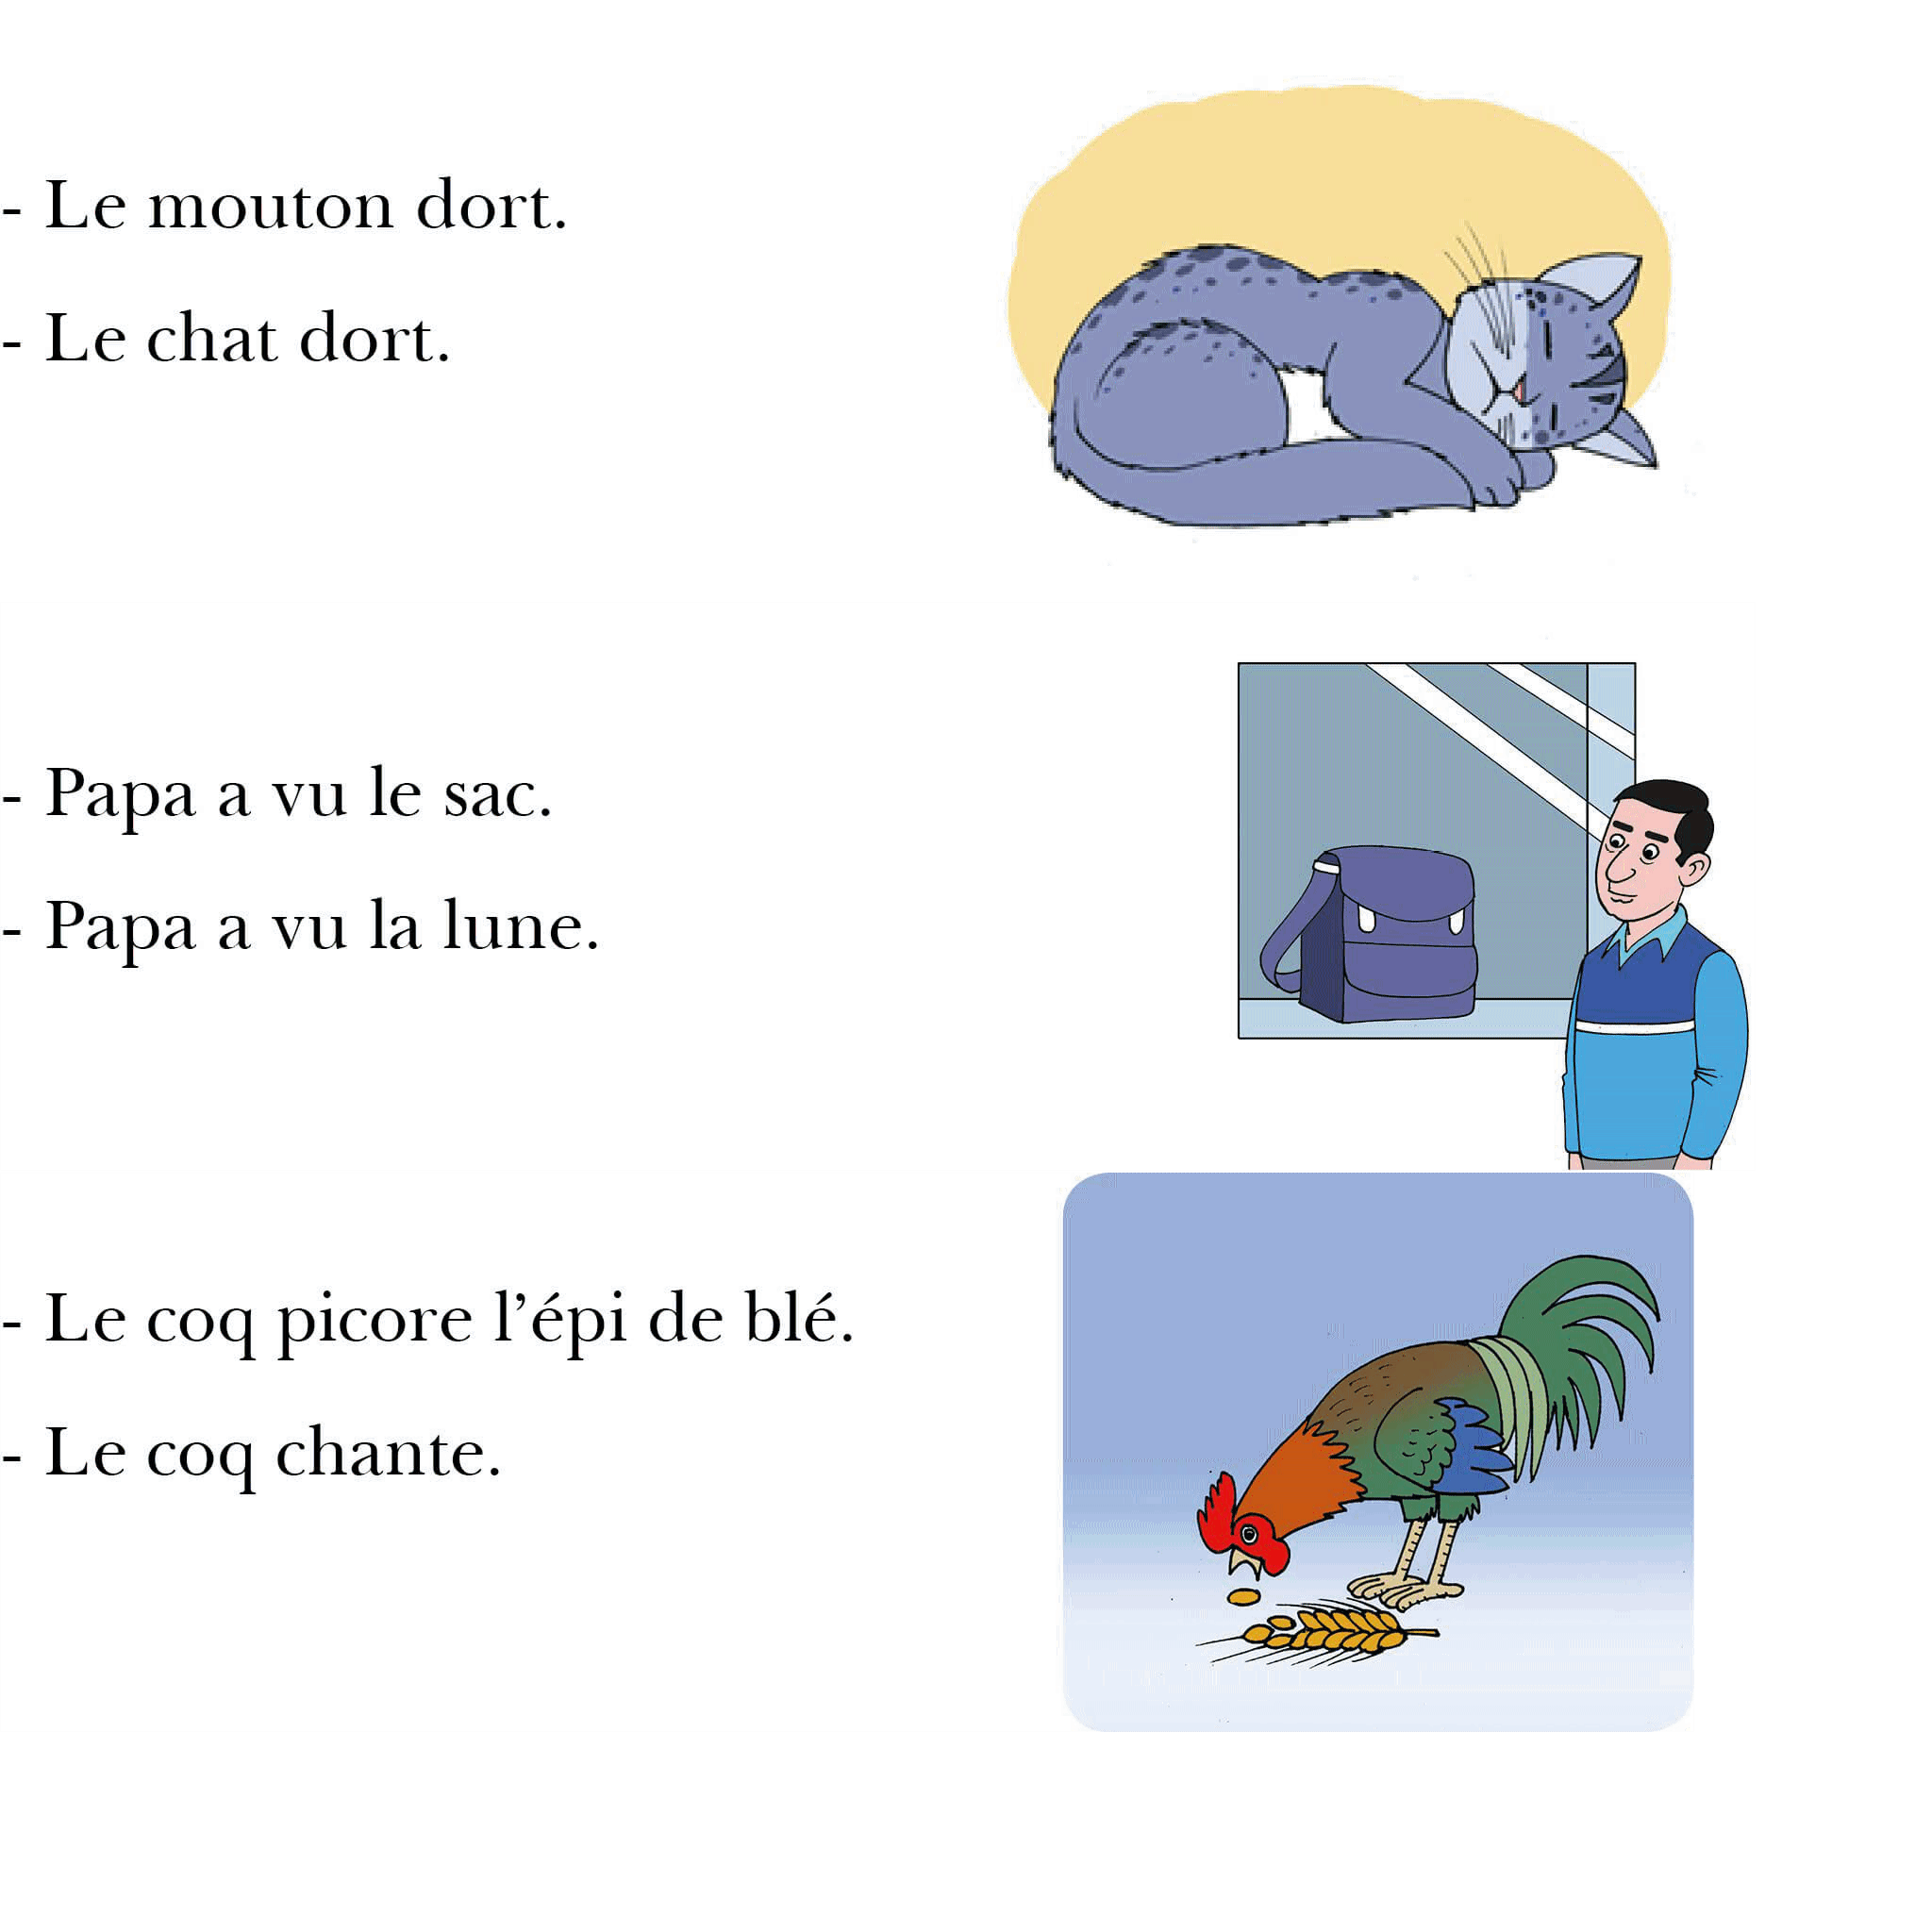 - Le mouton dort.
- Le chat dort.
- Papa a vu le sac.
- Papa a vu la lune.
- Le coq picore l’épi de blé.
- Le coq chante.